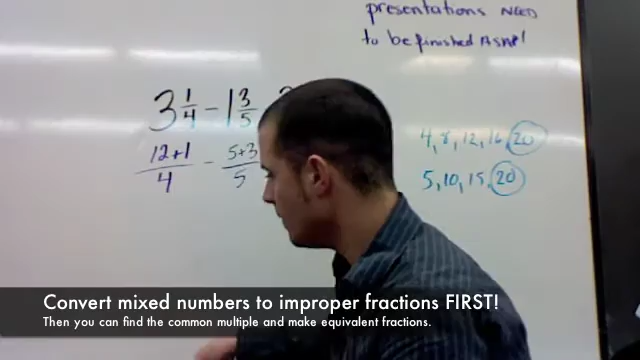 presentations NEED
to be finished ASAP!
3 1/4 - 1 3/5
12+1/4 - 5+3/5
4, 8, 12, 16, 20
5, 10, 15, 20
Convert mixed numbers to improper fractions FIRST!
Then you can find the common multiple and make equivalent fractions.